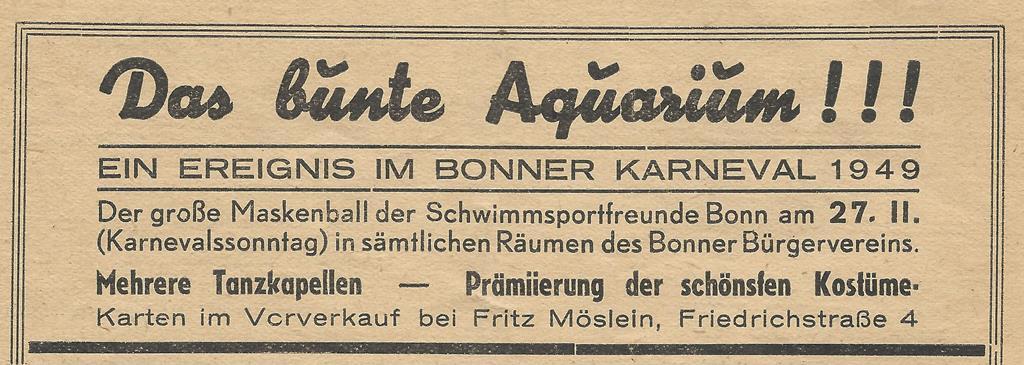 Das bunte Aquarium!!!
EIN EREIGNIS IM BONNER KARNEVAL 1949
Der große Maskenball der Schwimmsportfreunde Bonn am 27. II.
(Karnevalssonntag) in sämtlichen Räumen des Bonner Bürgervereins.
Mehrere Tanzkapellen — Prämiierung der schönsten Kostüme.
Karten im Vorverkauf bei Fritz Möslein, Friedrichstraße 4